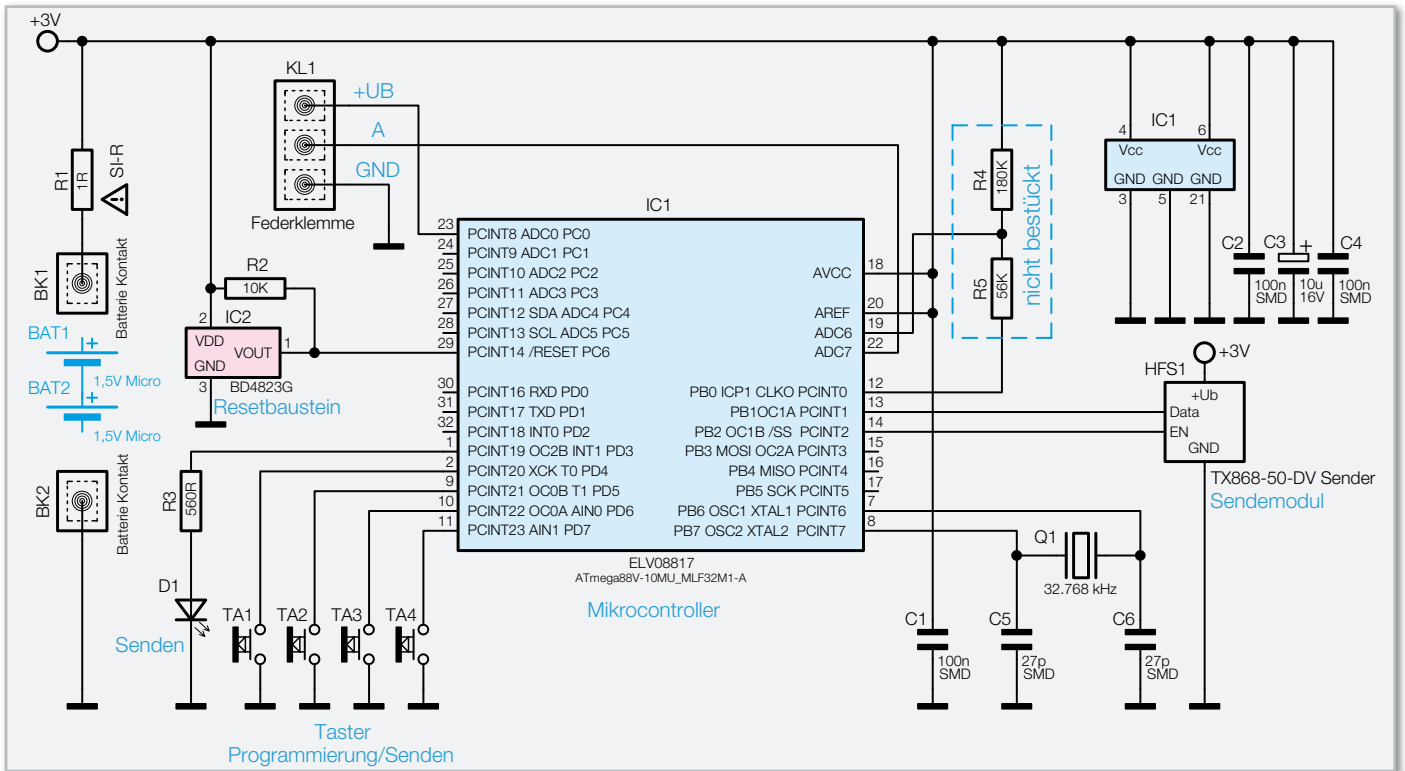 +3V
KL1
+UB
A
GND
Federklemme
R1
1R
SI-R
BK1
Batterie Kontakt
BAT1
+
1,5V Micro
BAT2
+
1,5V Micro
BK2
Batterie Kontakt
R2
10K
IC2
2
VDD
VOUT
1
GND
3
BD4823G
Resetbaustein
R3
560R
D1
Senden
TA1
TA2
TA3
TA4
Taster
Programmierung/Senden
IC1
23 PCINT8 ADC0 PC0
24 PCINT9 ADC1 PC1
25 PCINT10 ADC2 PC2
26 PCINT11 ADC3 PC3
27 PCINT12 SDA ADC4 PC4
28 PCINT13 SCL ADC5 PC5
29 PCINT14 /RESET PC6
30 PCINT16 RXD PD0
31 PCINT17 TXD PD1
32 PCINT18 INT0 PD2
1 PCINT19 OC2B INT1 PD3
2 PCINT20 XCK T0 PD4
9 PCINT21 OC0B T1 PD5
10 PCINT22 OC0A AIN0 PD6
11 PCINT23 AIN1 PD7
AVCC 18
AREF 20
ADC6 19
ADC7 22
PB0 ICP1 CLKO PCINT0 12
PB1OC1A PCINT1 13
PB2 OC1B /SS PCINT2 14
PB3 MOSI OC2A PCINT3 15
PB4 MISO PCINT4 16
PB5 SCK PCINT5 17
PB6 OSC1 XTAL1 PCINT6 7
PB7 OSC2 XTAL2 PCINT7 8
ELV08817
ATmega88V-10MU_MLF32M1-A
Mikrocontroller
R4
180K
R5
56K
nicht bestückt
IC1
4
6
Vcc
Vcc
GND GND GND
3
5
21
C2
100n
SMD
C3
+
10u
16V
C4
100n
SMD
+3V
HFS1
+Ub
Data
EN
GND
TX868-50-DV Sender
Sendemodul
Q1
32.768 kHz
C1
100n
SMD
C5
27p
SMD
C6
27p
SMD